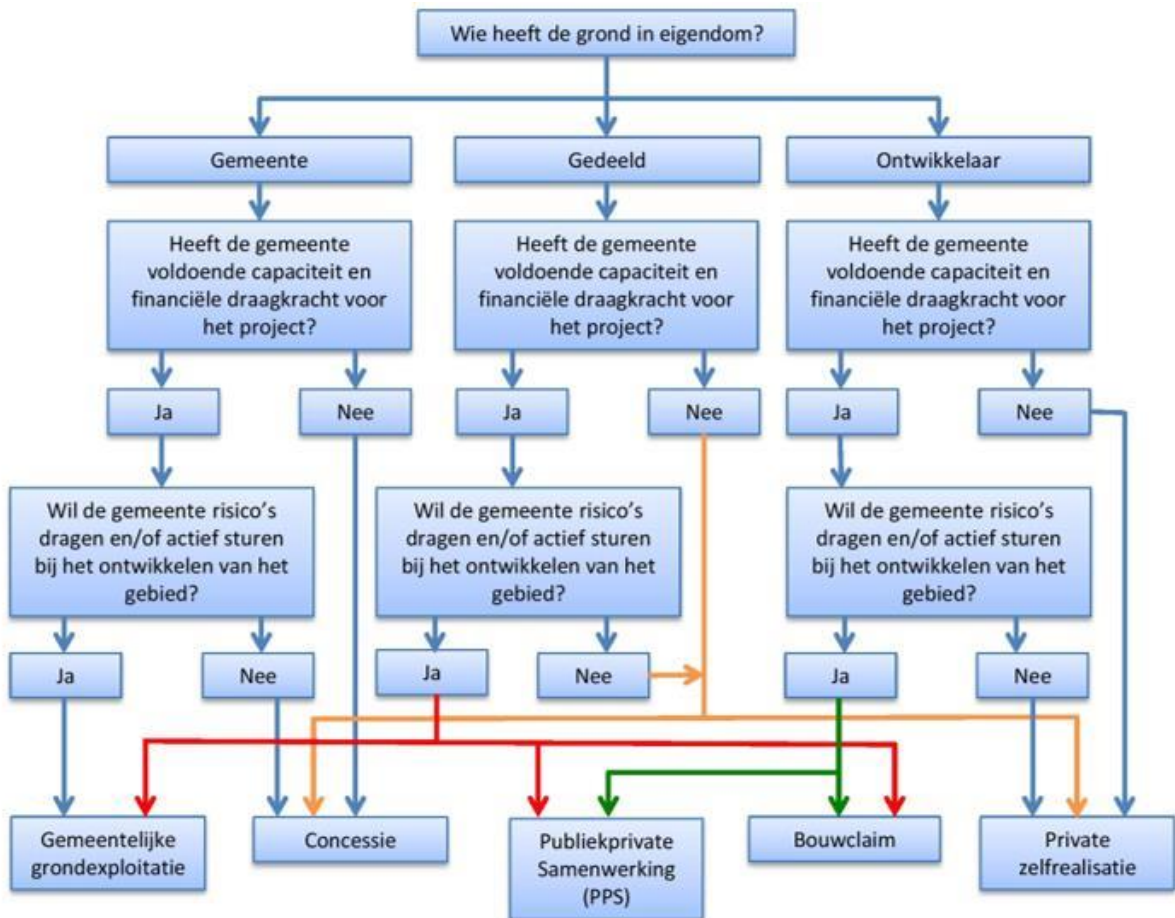 Wie heeft de grond in eigendom?
Gemeente
Gedeeld
Ontwikkelaar
Heeft de gemeente
voldoende capaciteit en
financiële draagkracht voor
het project?
Heeft de gemeente
voldoende capaciteit en
financiële draagkracht voor
het project?
Heeft de gemeente
voldoende capaciteit en
financiële draagkracht voor
het project?
Ja
Nee
Ja
Nee
Ja
Nee
Wil de gemeente risico's
dragen en/of actief sturen
bij het ontwikkelen van het
gebied?
Wil de gemeente risico's
dragen en/of actief sturen
bij het ontwikkelen van het
gebied?
Wil de gemeente risico's
dragen en/of actief sturen
bij het ontwikkelen van het
gebied?
Ja
Nee
Ja
Nee
Ja
Nee
Gemeentelijke
grondexploitatie
Concessie
Publiekprivate
Samenwerking
(PPS)
Bouwclaim
Private
zelfrealisatie